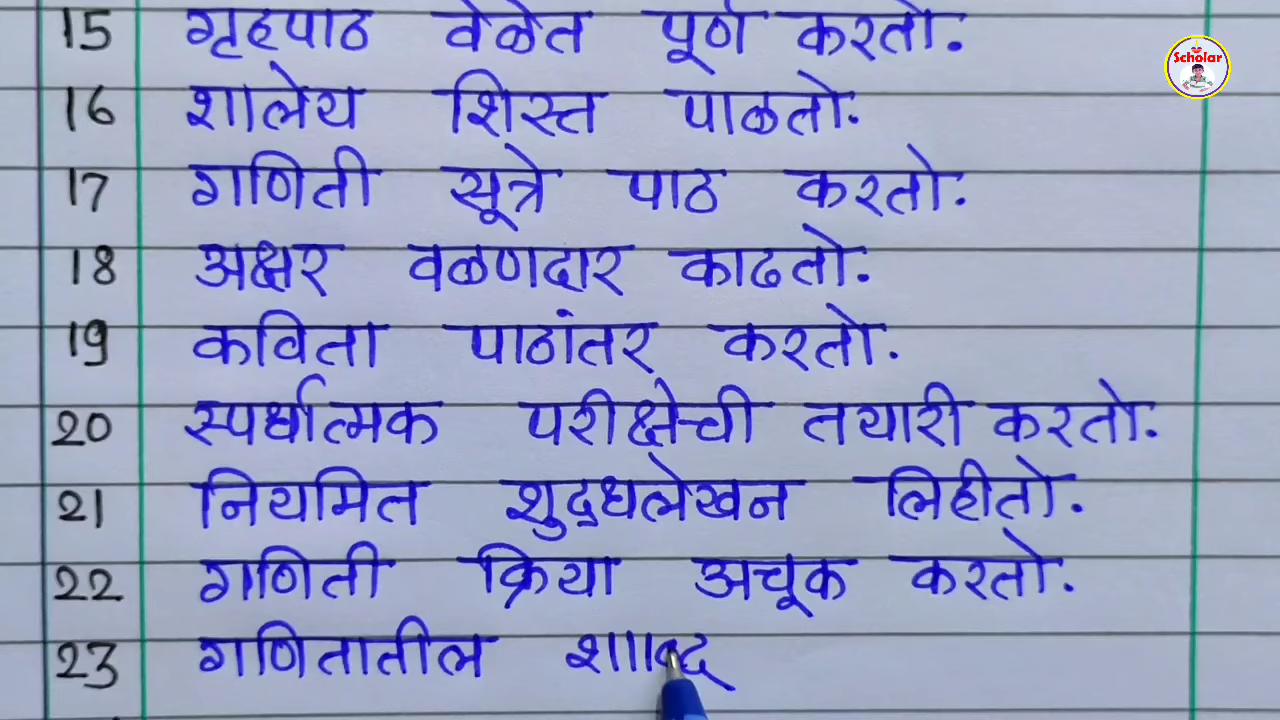 15 गृहपाठ वेळेत पूर्ण करतो.
Scholar
16 शालेय शिस्त पाळतो.
17 गणिती सूत्रे पाठ करतो.
18 अक्षर वळणदार काढतो.
19 कविता पाठांतर करतो.
20 स्पर्धात्मक परीक्षेची तयारी करतो.
21 नियमित शुद्धलेखन लिहीतो.
22 गणिती क्रिया अचूक करतो.
23 गणितातील